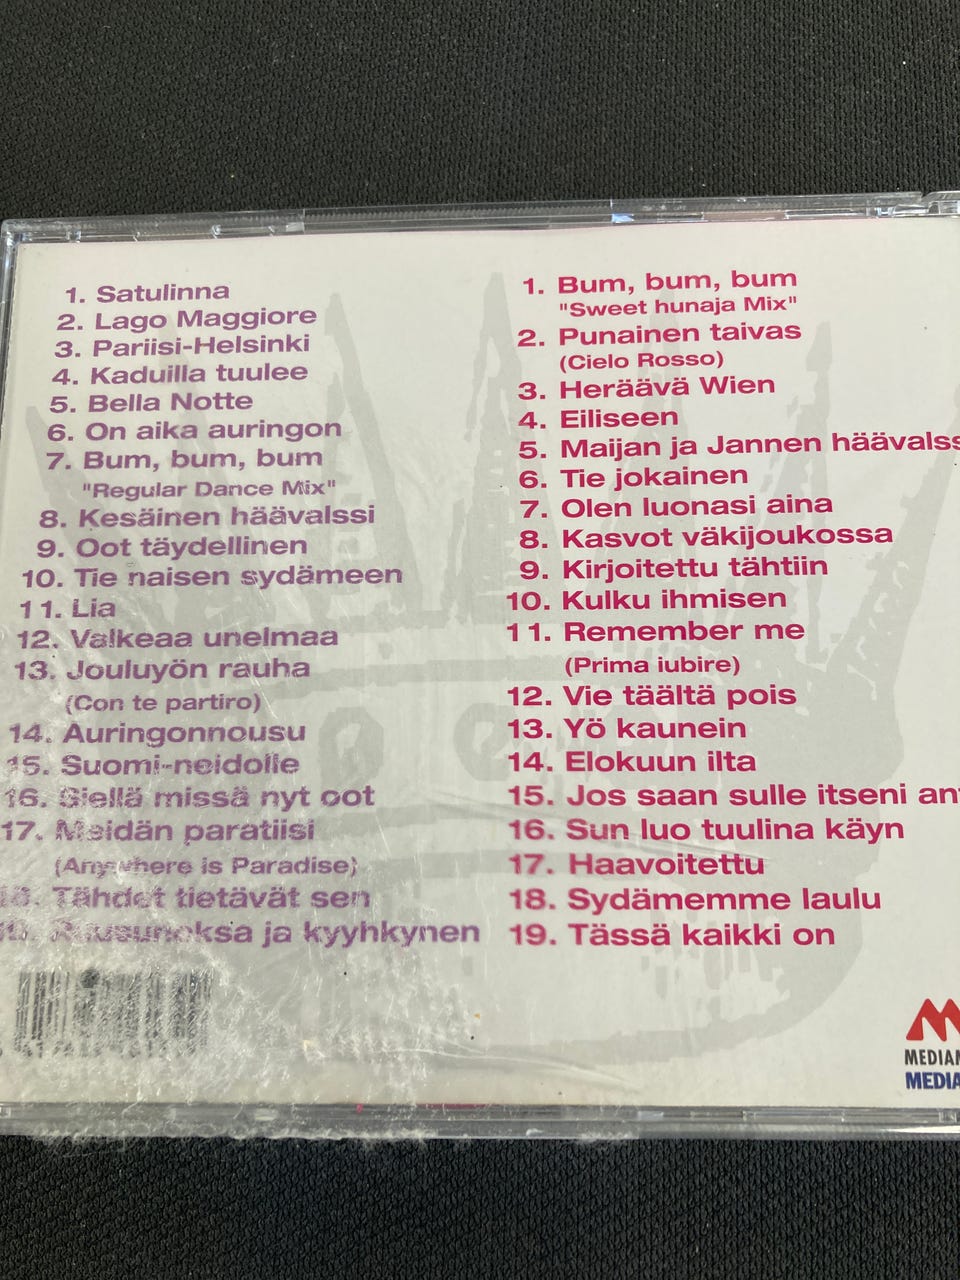 1. Satulinna
2. Lago Maggiore
3. Pariisi-Helsinki
4. Kaduilla tuulee
5. Bella Notte
6. On aika auringon
7. Bum, bum, bum
"Regular Dance Mix"
8. Kesäinen häävalssi
9. Oot täydellinen
10. Tie naisen sydämeen
11. Lia
12. Valkeaa unelmaa
13. Jouluyön rauha
(Con te partiro)
14. Auringonnousu
15. Suomi-neidolle
16. Siellä missä nyt oot
17. Meidän paratiisi
(Anywhere is Paradise)
18. Tähdet tietävät sen
19. Ruusunoksa ja kyyhkynen
1. Bum, bum, bum
"Sweet hunaja Mix"
2. Punainen taivas
(Cielo Rosso)
3. Heräävä Wien
4. Eiliseen
5. Maijan ja Jannen häävalss
6. Tie jokainen
7. Olen luonasi aina
8. Kasvot väkijoukossa
9. Kirjoitettu tähtiin
10. Kulku ihmisen
11. Remember me
(Prima iubire)
12. Vie täältä pois
13. Yö kaunein
14. Elokuun ilta
15. Jos saan sulle itseni an
16. Sun luo tuulina käyn
17. Haavoitettu
18. Sydämemme laulu
19. Tässä kaikki on
MEDIA
MEDIA